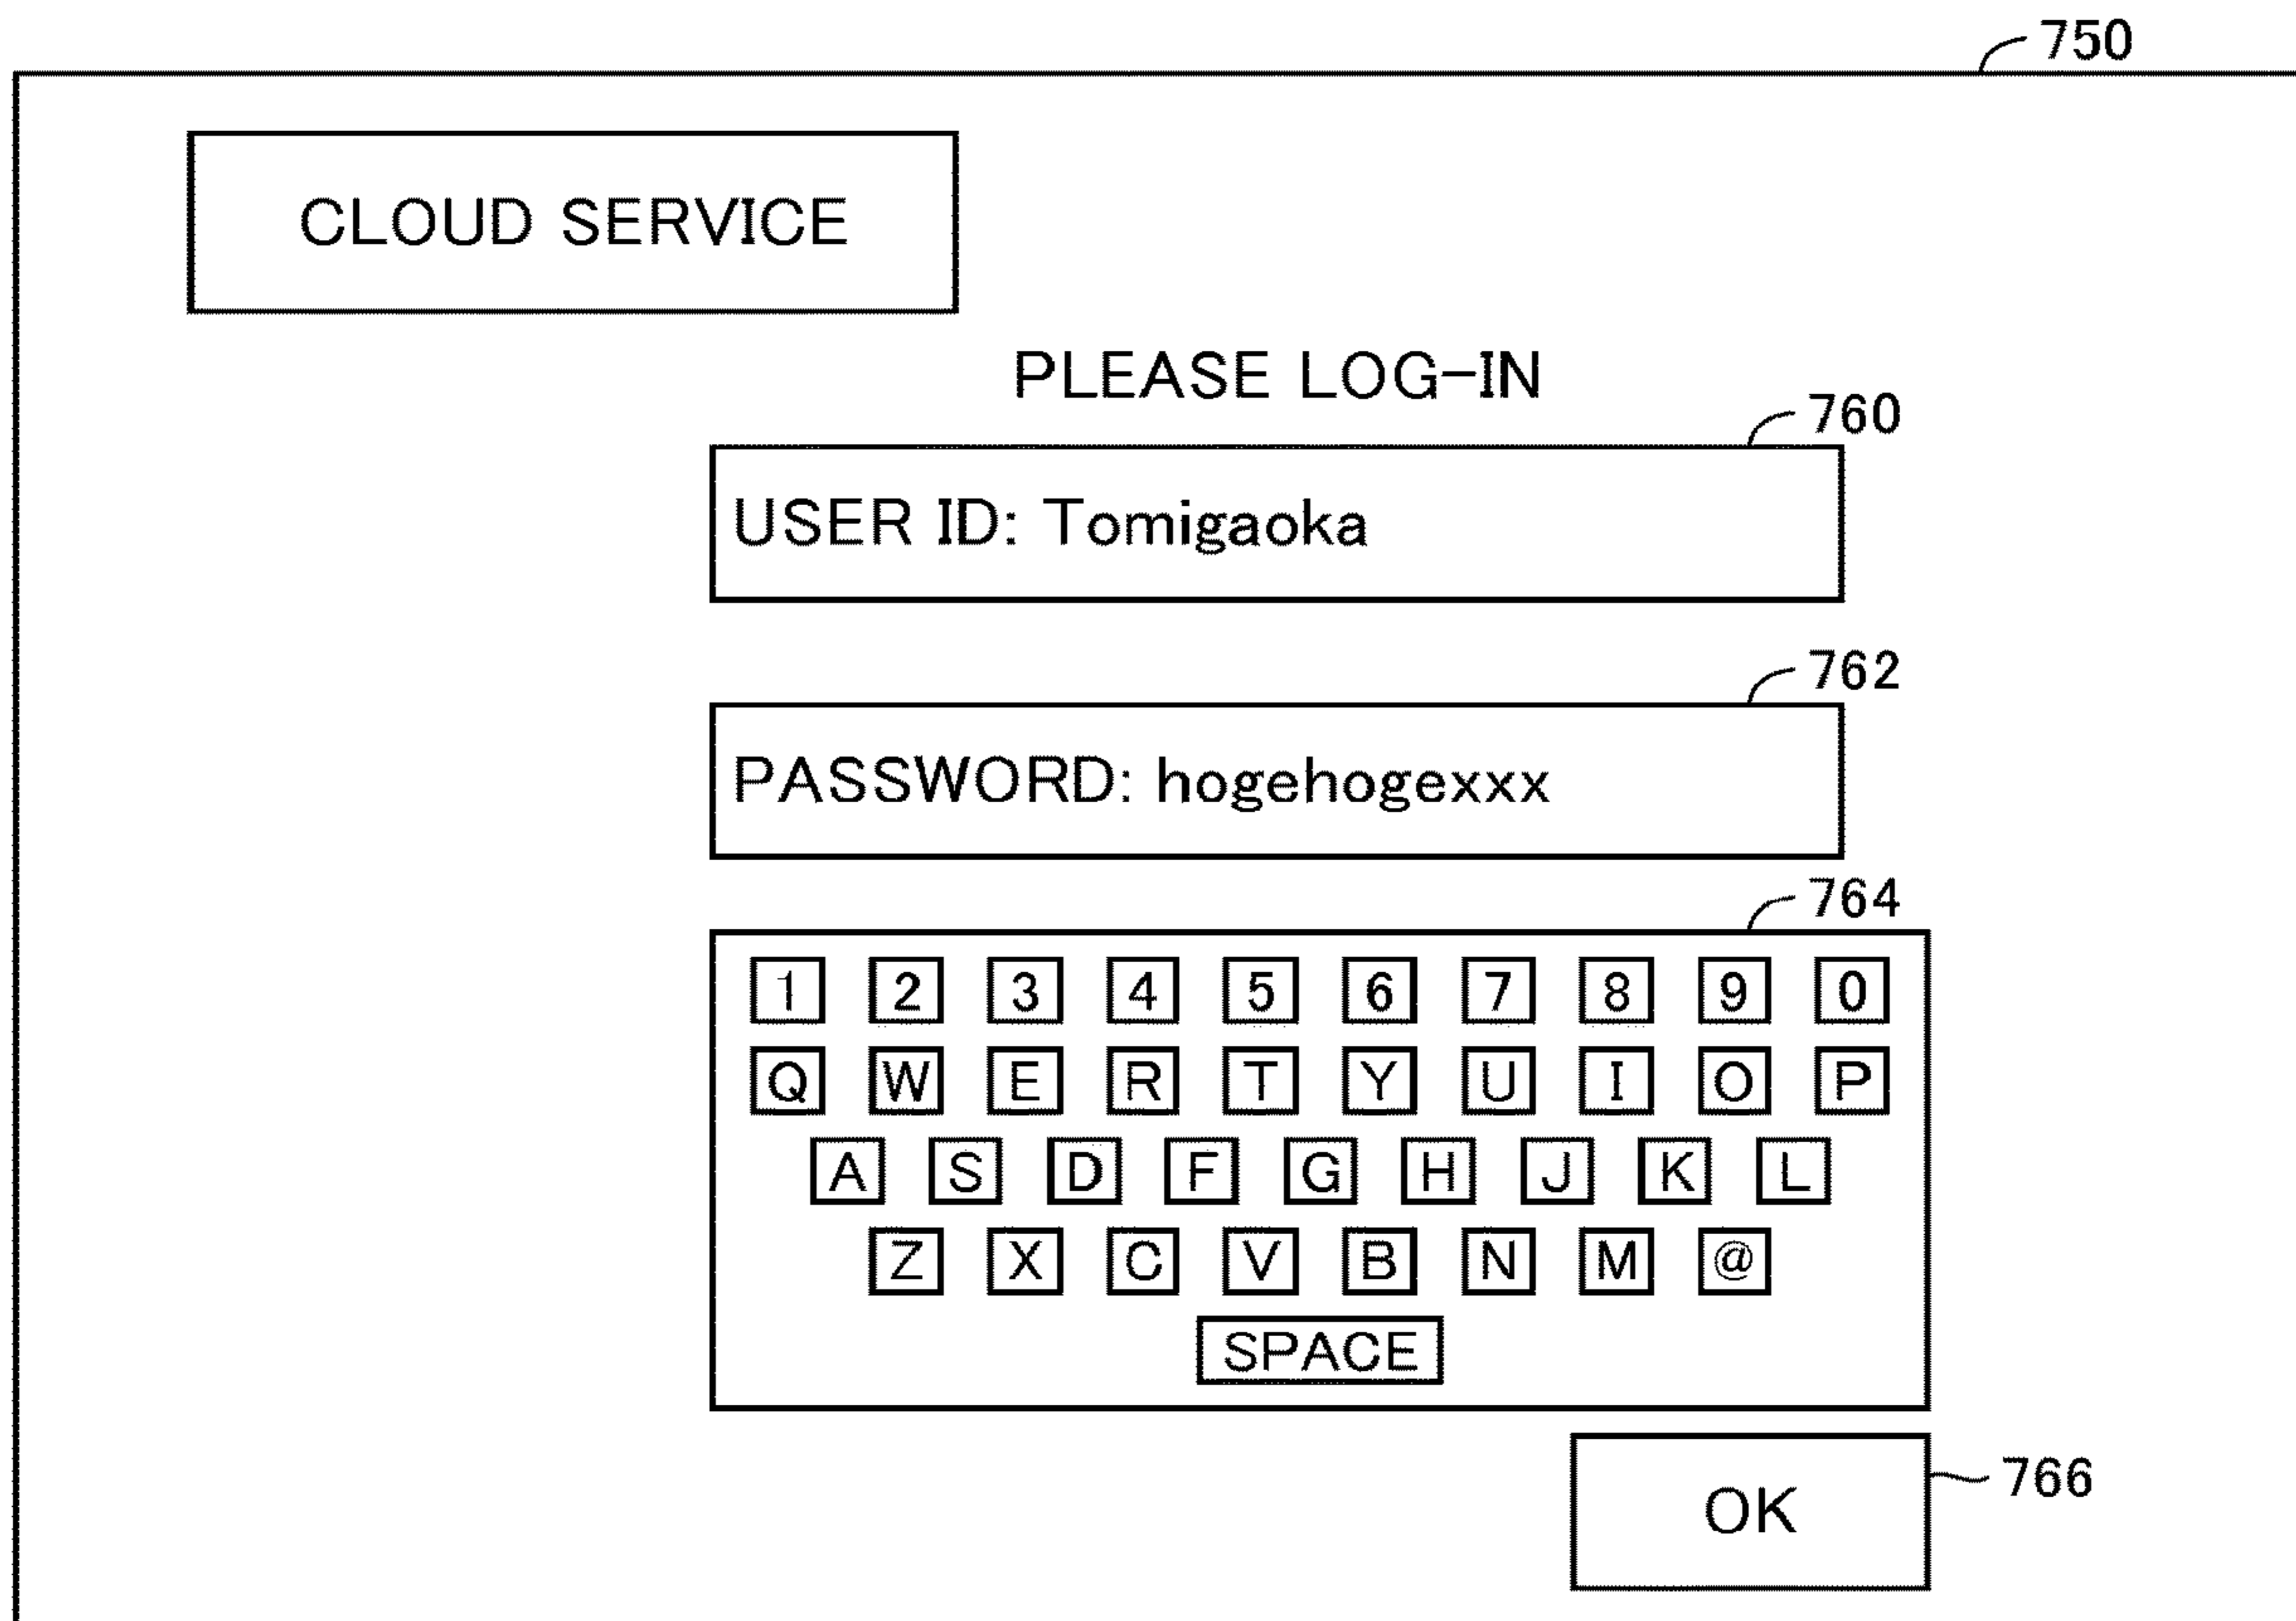 750
CLOUD SERVICE
PLEASE LOG-IN
760
USER ID: Tomigaoka
762
PASSWORD: hogehogexxx
764
1 2 3 4 5 6 7 8 9 0
Q W E R T Y U I O P
A S D F G H J K L
Z X C V B N M @
SPACE
766
OK